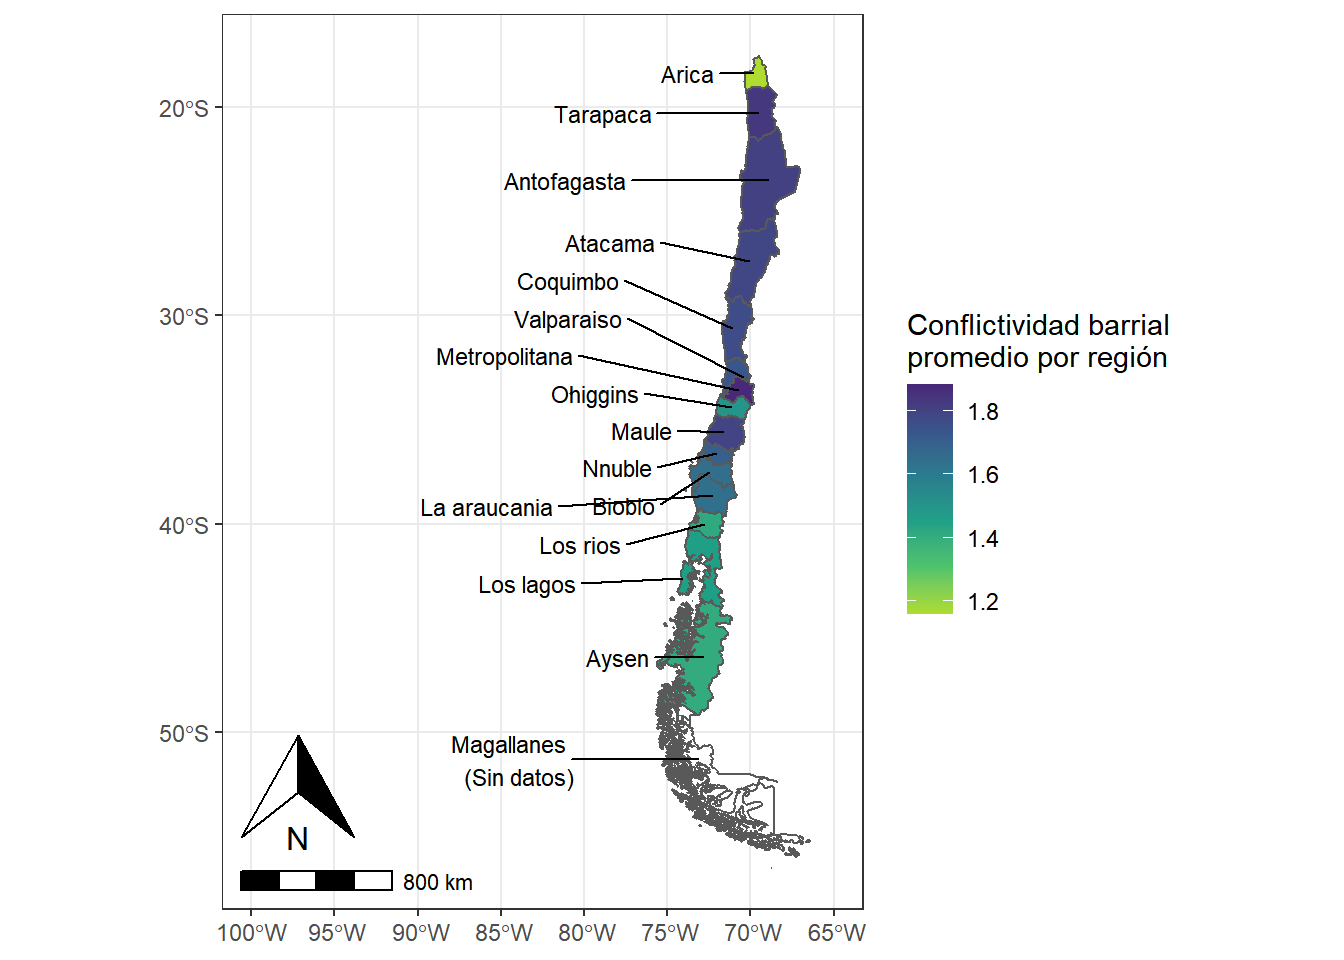 Arica
20°S
Tarapaca
Antofagasta
Atacama
Coquimbo
30°S
Valparaiso
Metropolitana
Ohiggins
Maule
Nnuble
La araucania
Biobio
40°S
Los rios
Los lagos
Aysen
50°S
Magallanes
(Sin datos)
N
800 km
100°W 95°W 90°W 85°W 80°W 75°W 70°W 65°W
Conflictividad barrial
promedio por región
1.8
1.6
1.4
1.2